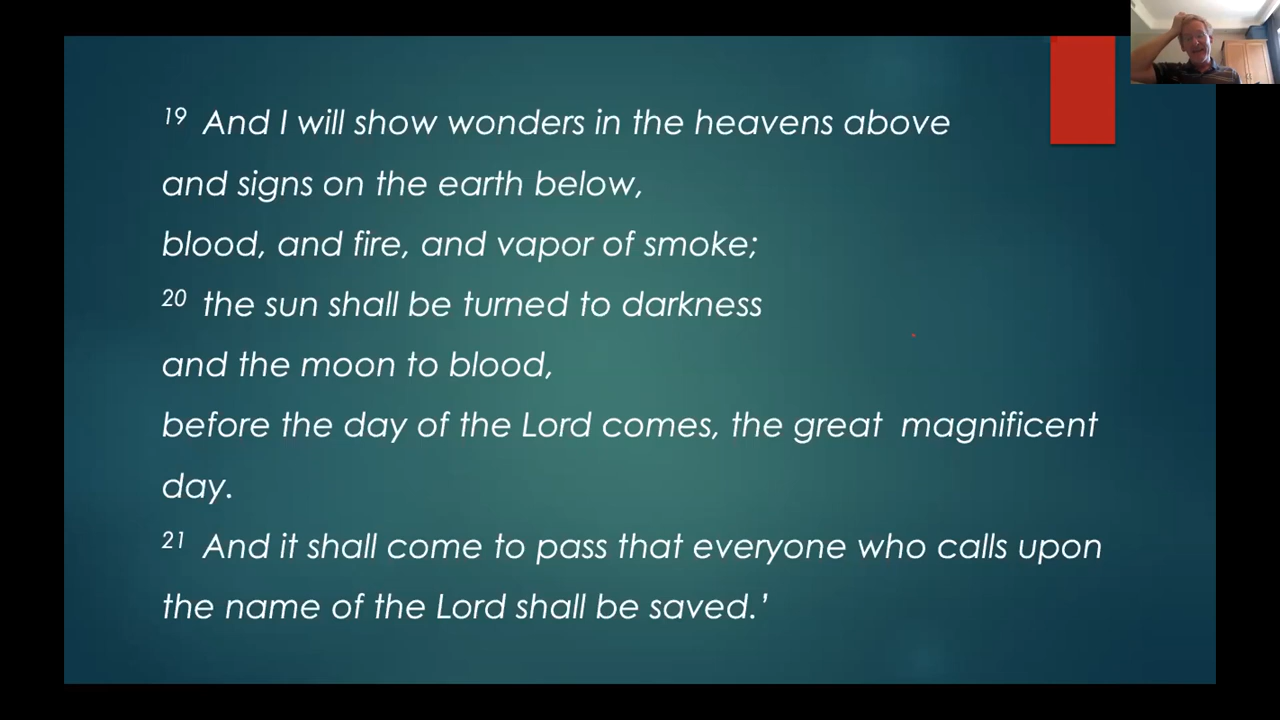 19 And I will show wonders in the heavens above
and signs on the earth below,
blood, and fire, and vapor of smoke;
20 the sun shall be turned to darkness
and the moon to blood,
before the day of the Lord comes, the great magnificent
day.
21 And it shall come to pass that everyone who calls upon
the name of the Lord shall be saved.’